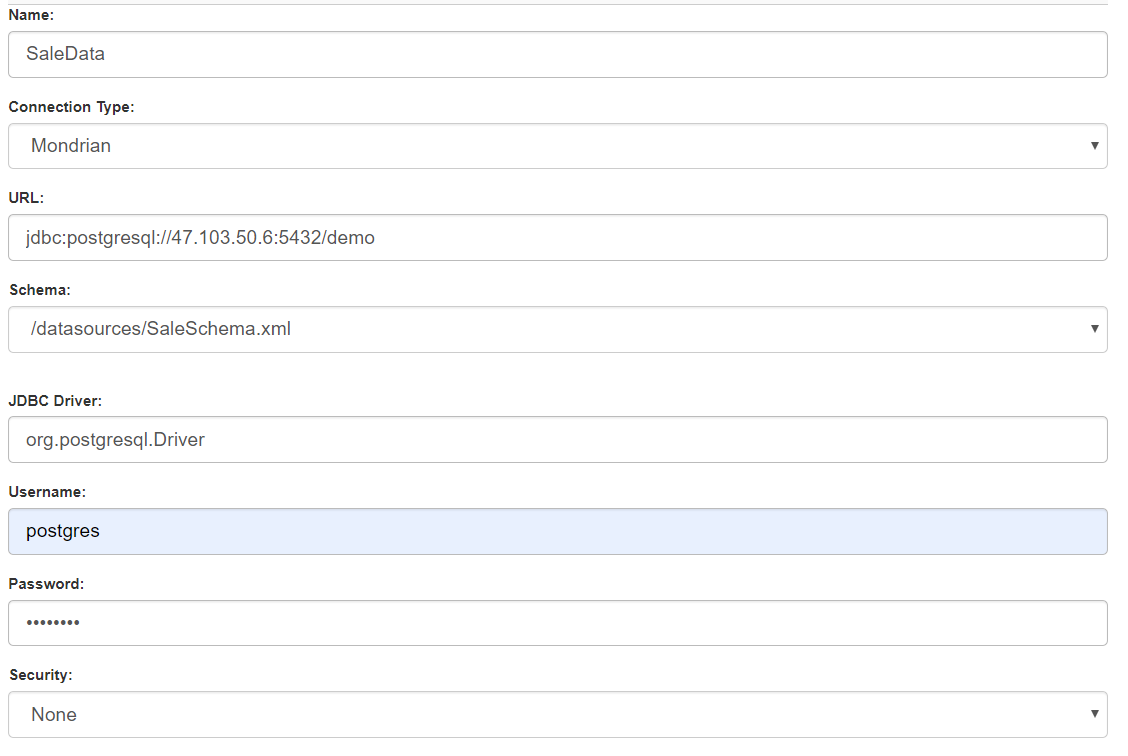 Name:
SaleData
Connection Type:
Mondrian
URL:
jdbc:postgresql://47.103.50.6:5432/demo
Schema:
/datasources/SaleSchema.xml
JDBC Driver:
org.postgresql.Driver
Username:
postgres
Password:
••••••••
Security:
None